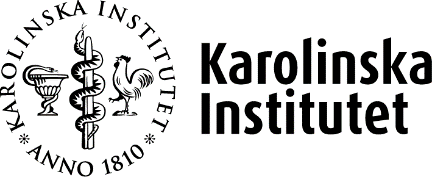 KAROLINSKA INSTITUTET
* ANNO 1810 *
Karolinska
Institutet